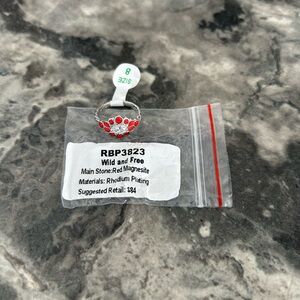 8
SIZE
RBP3823
Wild and Free
Main Stone:Red Magnesite
Materials: Rhodium Plating
Suggested Retail: $84